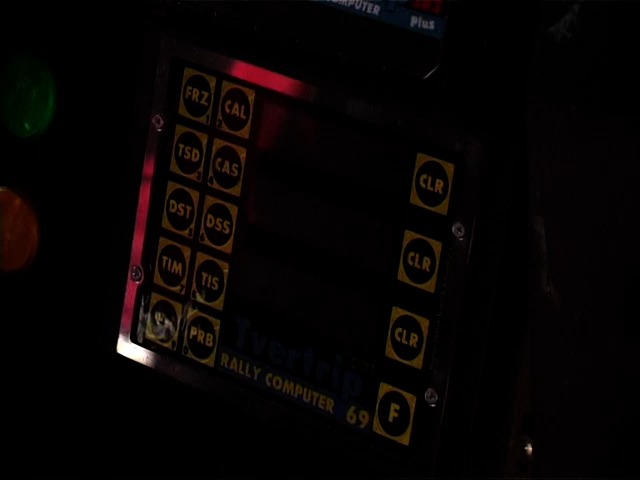 COMPUTER
Plus
FRZ CAL
TSD CAS CLR
DST DSS
TIM TIS CLR
PRB CLR
Tvertrip
RALLY COMPUTER 69 F